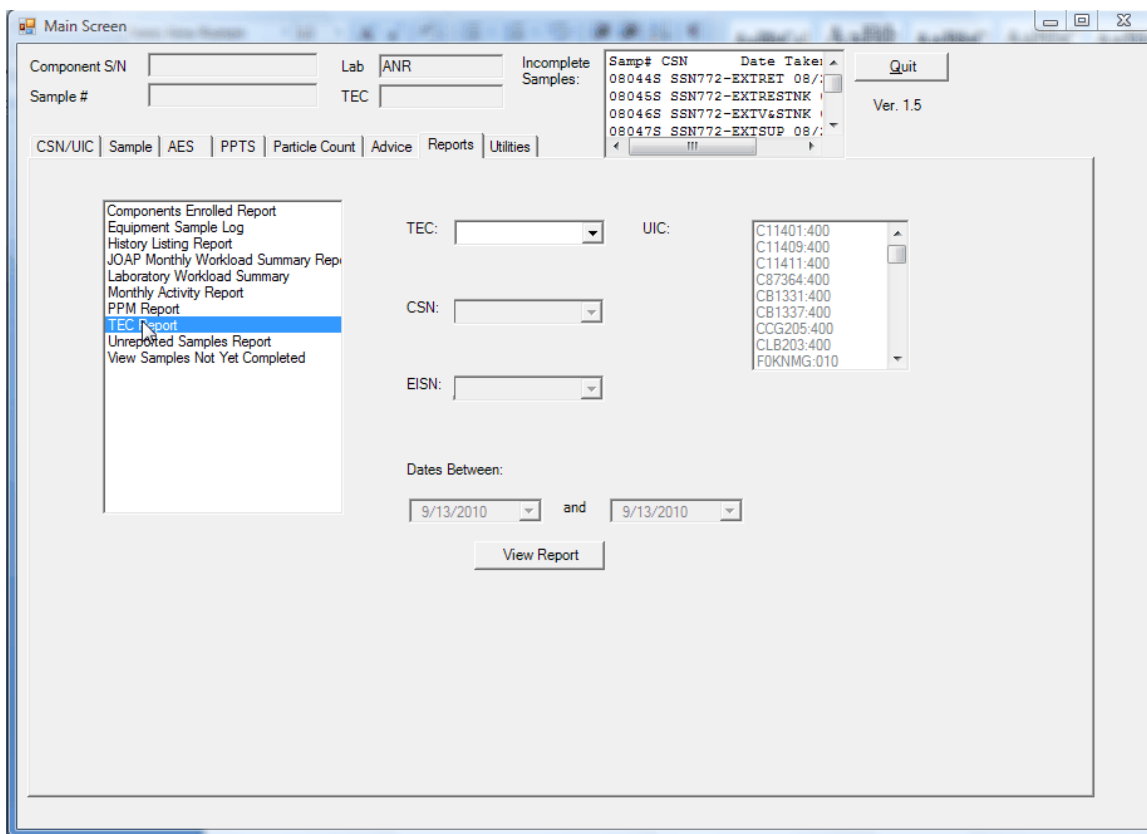 Main Screen
Component S/N
Lab ANR
Incomplete Samples:
Samp# CSN Date Taken
08044S SSN772-EXTRET 08/
08045S SSN772-EXTRESTNK
08046S SSN772-EXTV&STNK
08047S SSN772-EXTSUP 08/
Quit
Sample #
TEC
Ver. 1.5
CSN/UIC Sample AES PPTS Particle Count Advice Reports Utilities
Components Enrolled Report
Equipment Sample Log
History Listing Report
JOAP Monthly Workload Summary Rep
Laboratory Workload Summary
Monthly Activity Report
PPM Report
TEC Report
Unreported Samples Report
View Samples Not Yet Completed
TEC:
CSN:
EISN:
UIC:
C11401:400
C11409:400
C11411:400
C87364:400
CB1331:400
CB1337:400
CCG205:400
CLB203:400
F0KNMG:010
Dates Between:
9/13/2010 and 9/13/2010
View Report